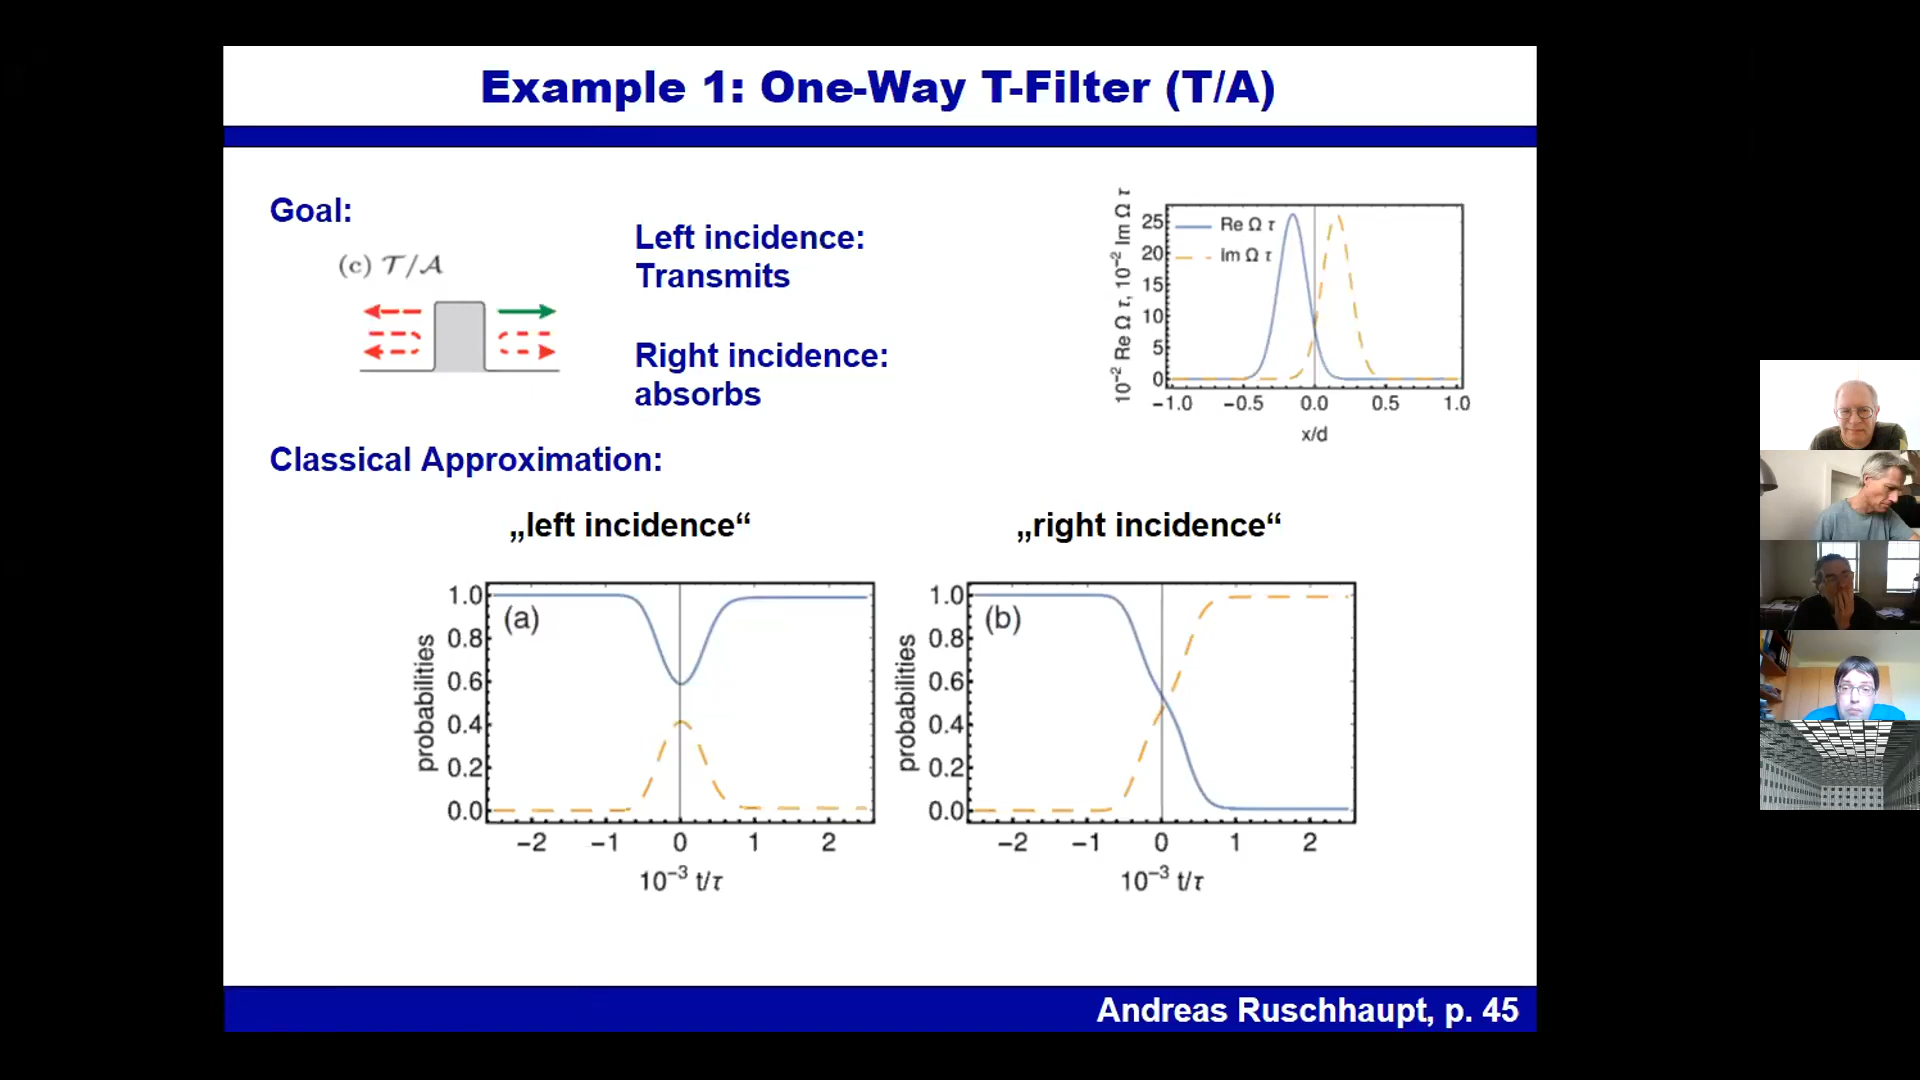 Example 1: One-Way T-Filter (T/A)
Goal:
(c) T/A
Left incidence:
Transmits
Right incidence:
absorbs
10⁻² Re Ω τ, 10⁻² Im Ω τ
25
20
15
10
5
0
Re Ω τ
Im Ω τ
−1.0 −0.5 0.0 0.5 1.0
x/d
Classical Approximation:
„left incidence“
„right incidence“
probabilities
1.0
0.8
0.6
0.4
0.2
0.0
(a)
−2 −1 0 1 2
10⁻³ t/τ
probabilities
1.0
0.8
0.6
0.4
0.2
0.0
(b)
−2 −1 0 1 2
10⁻³ t/τ
Andreas Ruschhaupt, p. 45